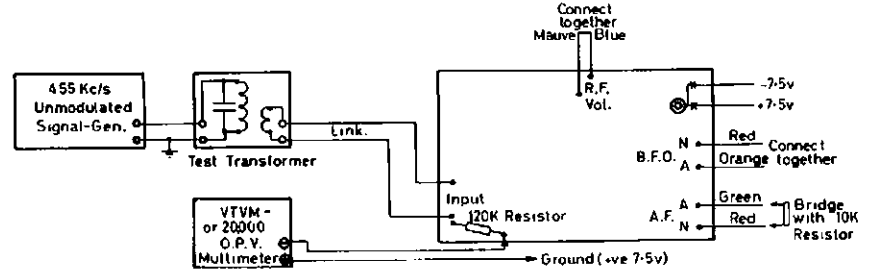 Connect
together
Mauve Blue
R.F.
Vol.
455 Kc/s
Unmodulated
Signal-Gen.
Test Transformer
Link.
-7·5v
+7·5v
N Red
B.F.O.
A Orange
Connect
together
A Green
A.F.
N Red
Bridge
with 10K
Resistor
Input
120K Resistor
VTVM -
or 20,000
O.P.V.
Multimeter
Ground (+ve 7·5v)